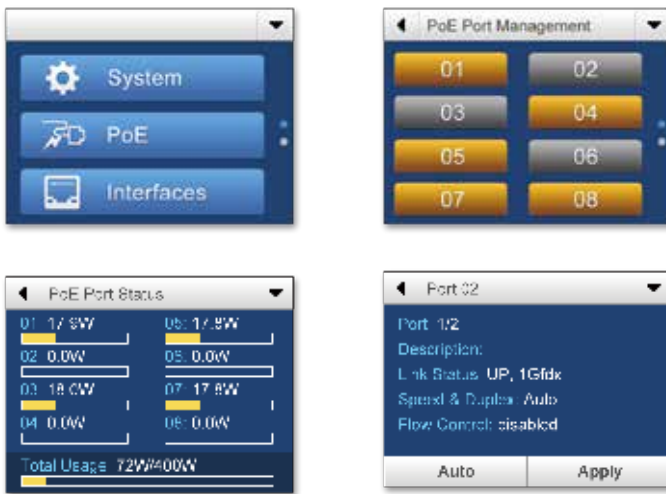 System
PoE
Interfaces
PoE Port Management
01 02
03 04
05 06
07 08
PoE Port Status
01: 17.9W 05: 17.8W
02: 0.0W 06: 0.0W
03: 18.0W 07: 17.8W
04: 0.0W 08: 0.0W
Total Usage: 72W/400W
Port 02
Port: 1/2
Description:
Link Status: UP, 1Gfdx
Speed & Duplex: Auto
Flow Control: disabled
Auto Apply